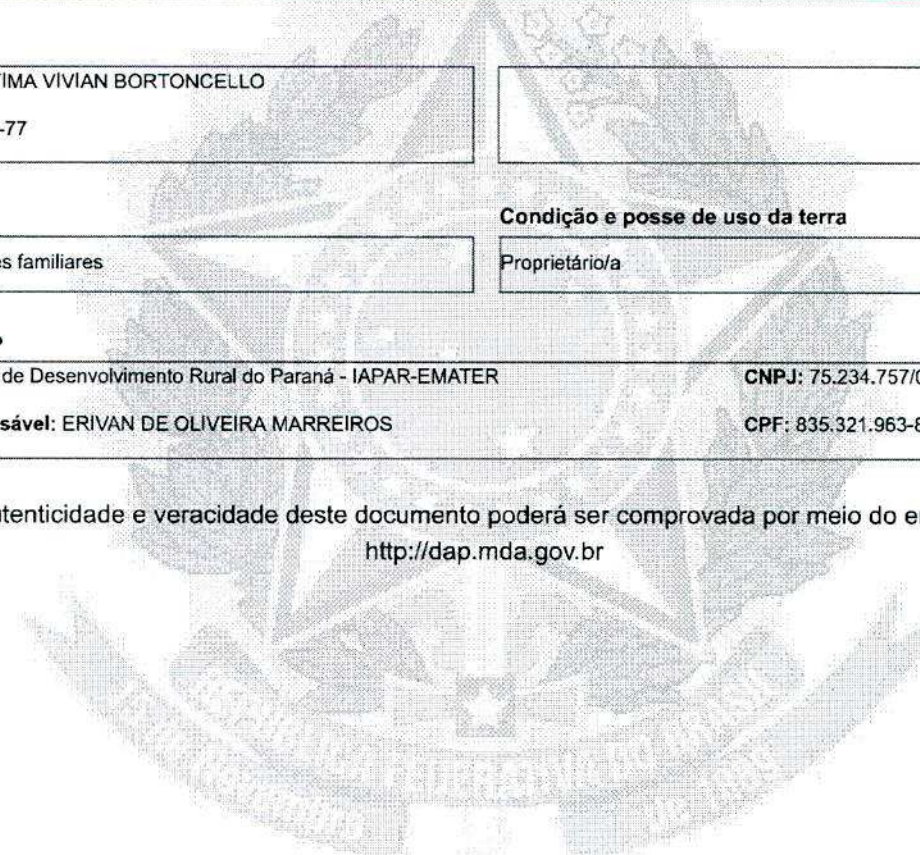 TIMA VIVIAN BORTONCELLO
-77
Condição e posse de uso da terra
es familiares
Proprietário/a
de Desenvolvimento Rural do Paraná - IAPAR-EMATER
CNPJ: 75.234.757/0
sável: ERIVAN DE OLIVEIRA MARREIROS
CPF: 835.321.963-8
utenticidade e veracidade deste documento poderá ser comprovada por meio do e
http://dap.mda.gov.br